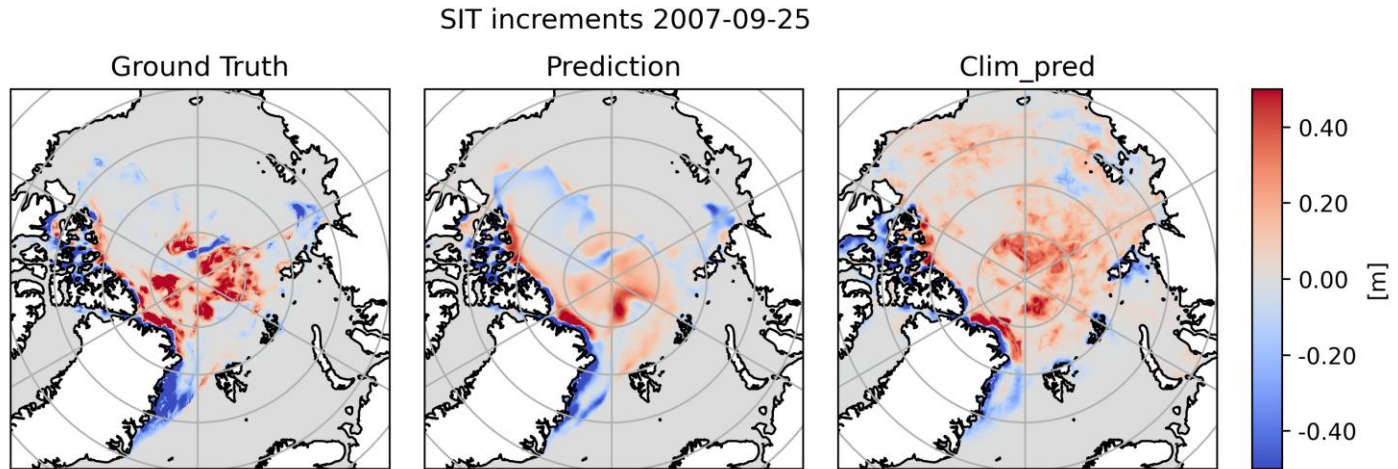 SIT increments 2007-09-25
Ground Truth
Prediction
Clim_pred
0.40
0.20
0.00
-0.20
-0.40
[m]